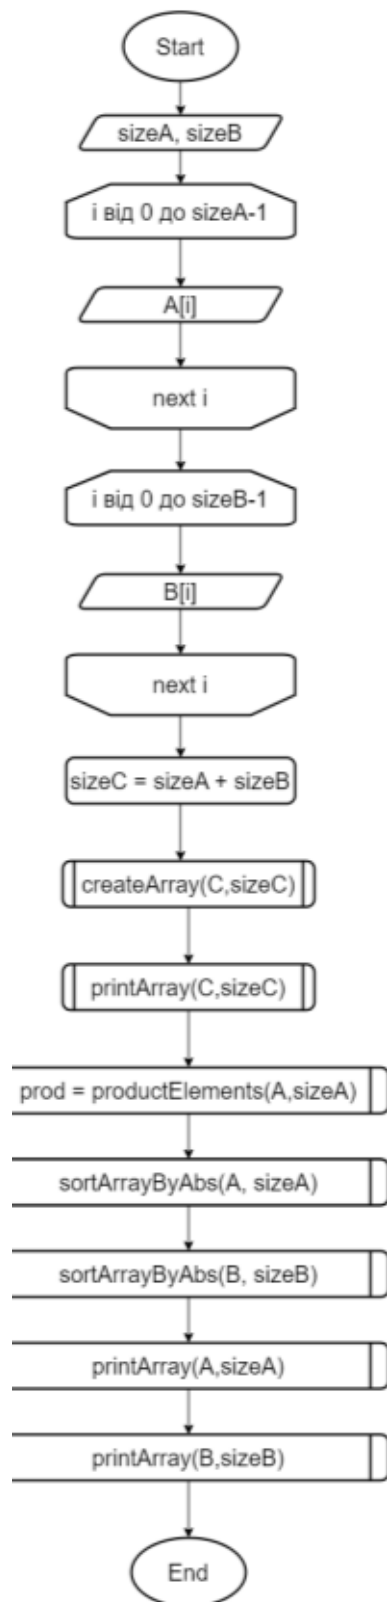 Start
sizeA, sizeB
i від 0 до sizeA-1
A[i]
next i
i від 0 до sizeB-1
B[i]
next i
sizeC = sizeA + sizeB
createArray(C,sizeC)
printArray(C,sizeC)
prod = productElements(A,sizeA)
sortArrayByAbs(A, sizeA)
sortArrayByAbs(B, sizeB)
printArray(A,sizeA)
printArray(B,sizeB)
End